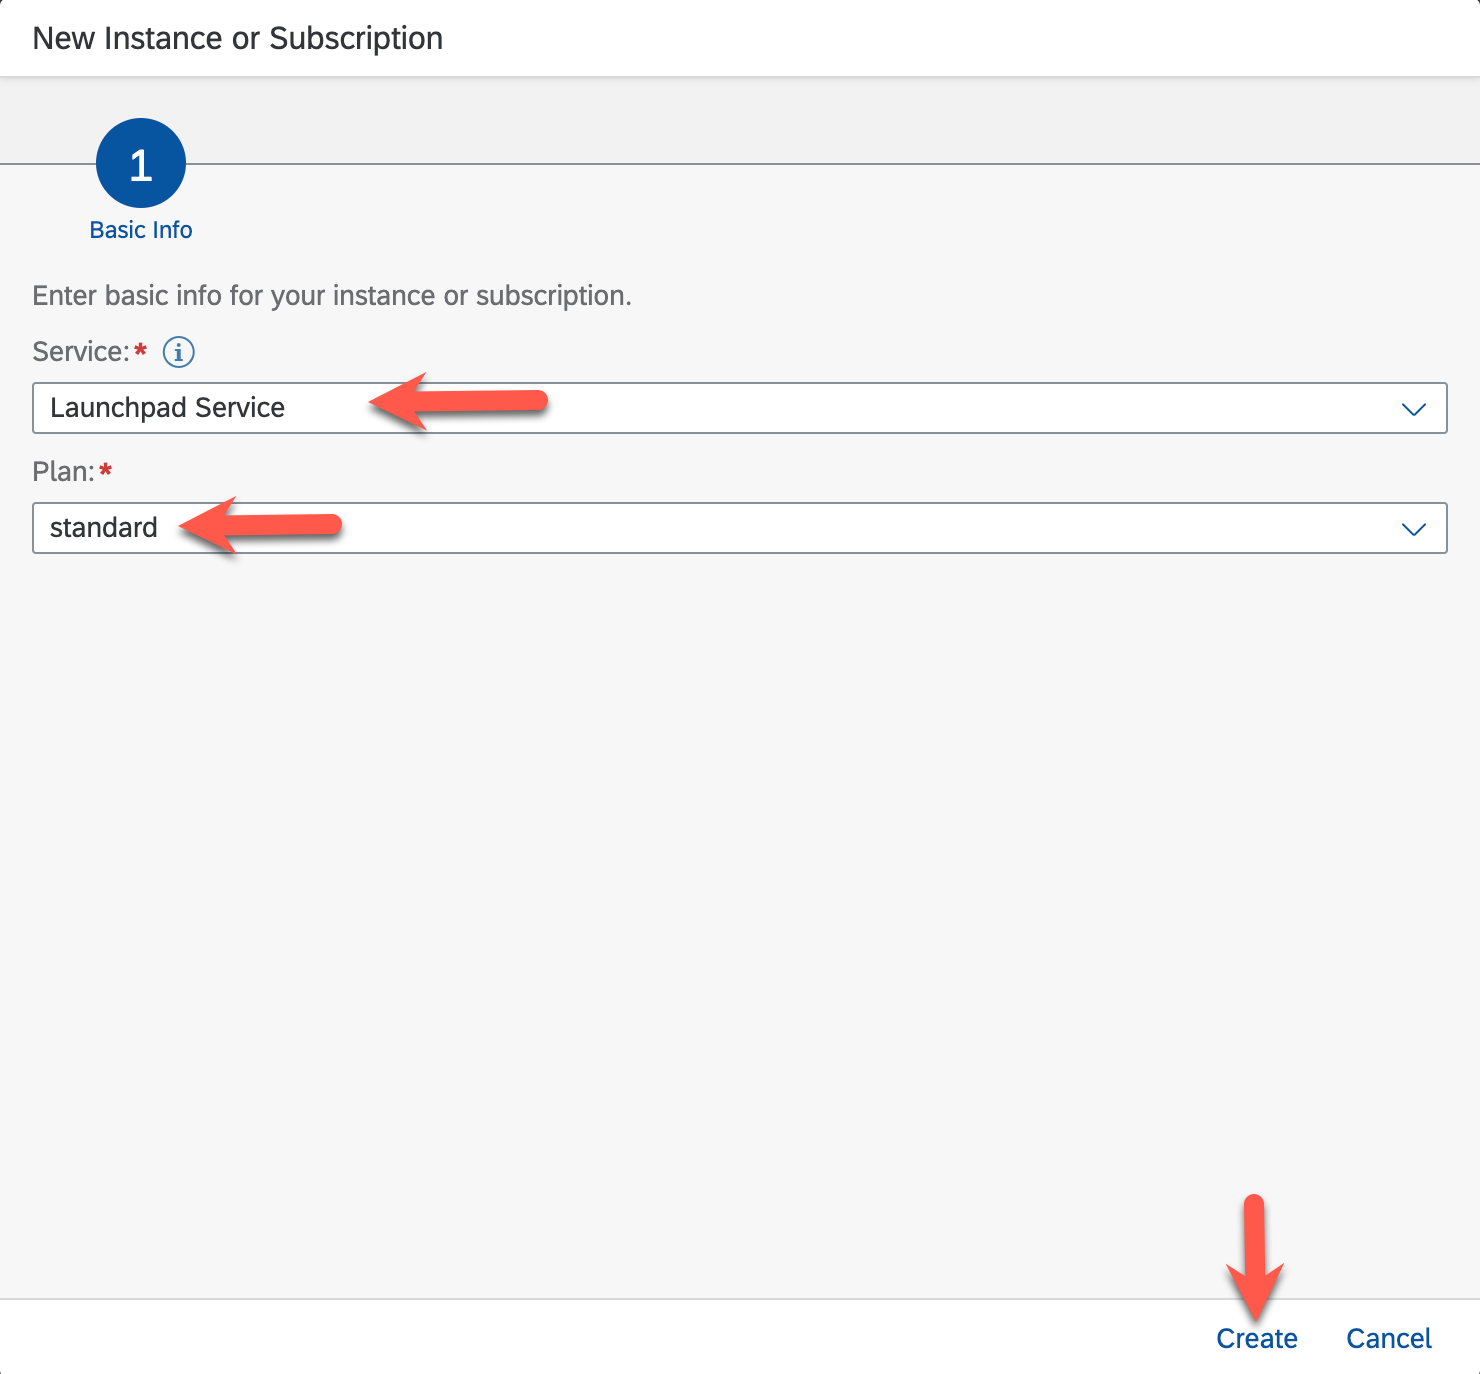 New Instance or Subscription
1
Basic Info
Enter basic info for your instance or subscription.
Service:*
Launchpad Service
Plan:*
standard
Create Cancel